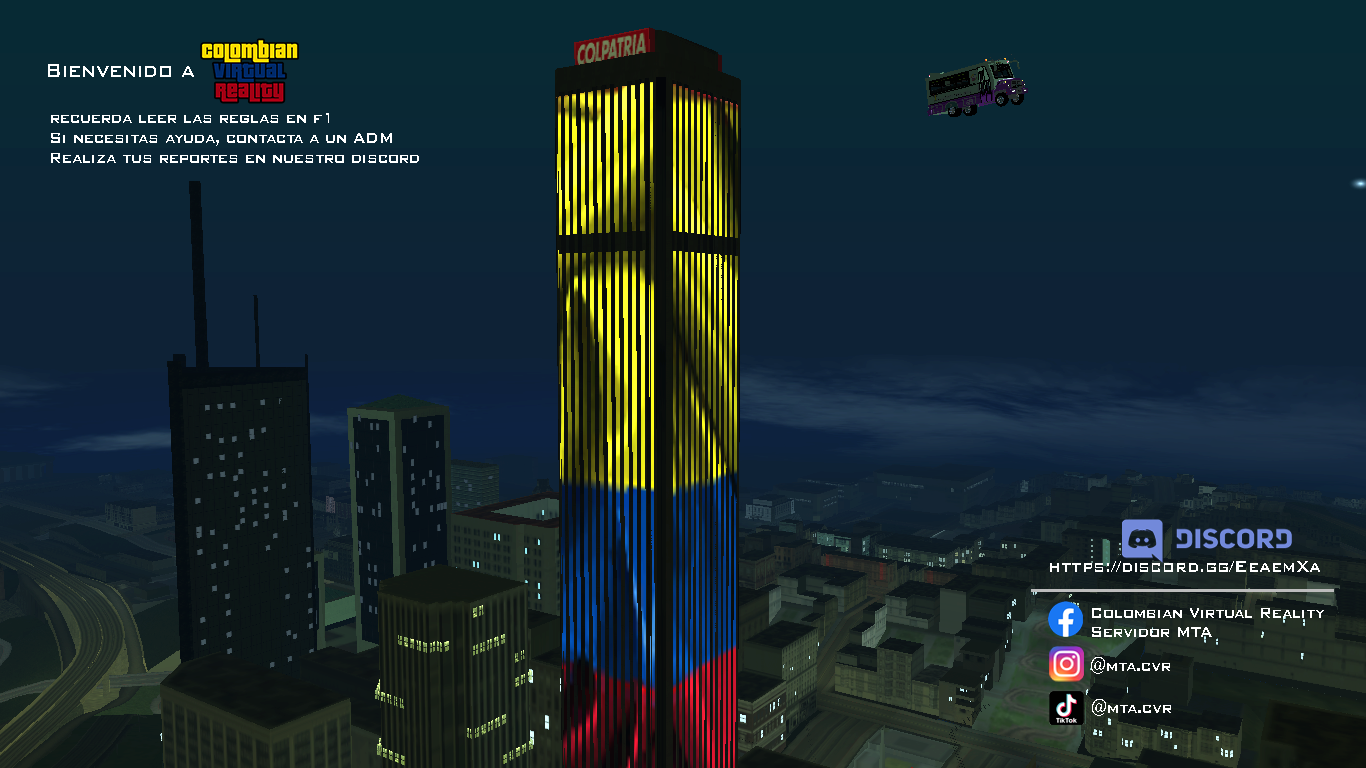 Bienvenido a
COLOMBIAN
VIRTUAL
REALITY
recuerda leer las reglas en f1
Si necesitas ayuda, contacta a un ADM
Realiza tus reportes en nuestro discord
COLPATRIA
DISCORD
https://discord.gg/EeaemXa
Colombian Virtual Reality
Servidor MTA
@mta.cvr
TikTok
@mta.cvr